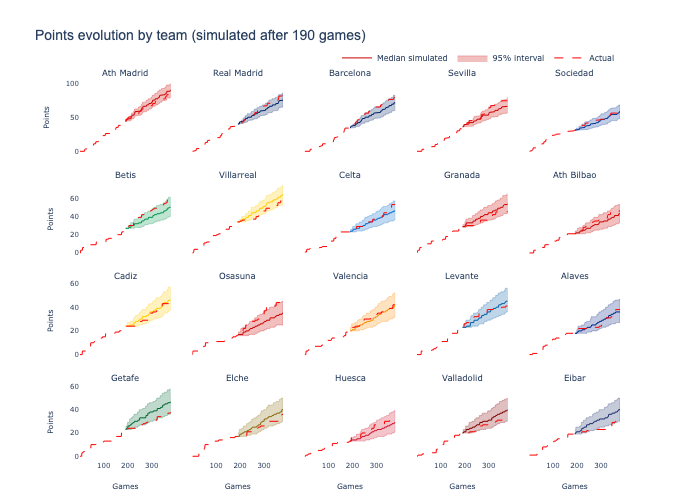 Points evolution by team (simulated after 190 games)
Median simulated 95% interval Actual
Ath Madrid Real Madrid Barcelona Sevilla Sociedad
100
50
0
Points
Betis Villarreal Celta Granada Ath Bilbao
60
40
20
0
Points
Cadiz Osasuna Valencia Levante Alaves
60
40
20
0
Points
Getafe Elche Huesca Valladolid Eibar
60
40
20
0
Points
100 200 300 100 200 300 100 200 300 100 200 300 100 200 300
Games Games Games Games Games